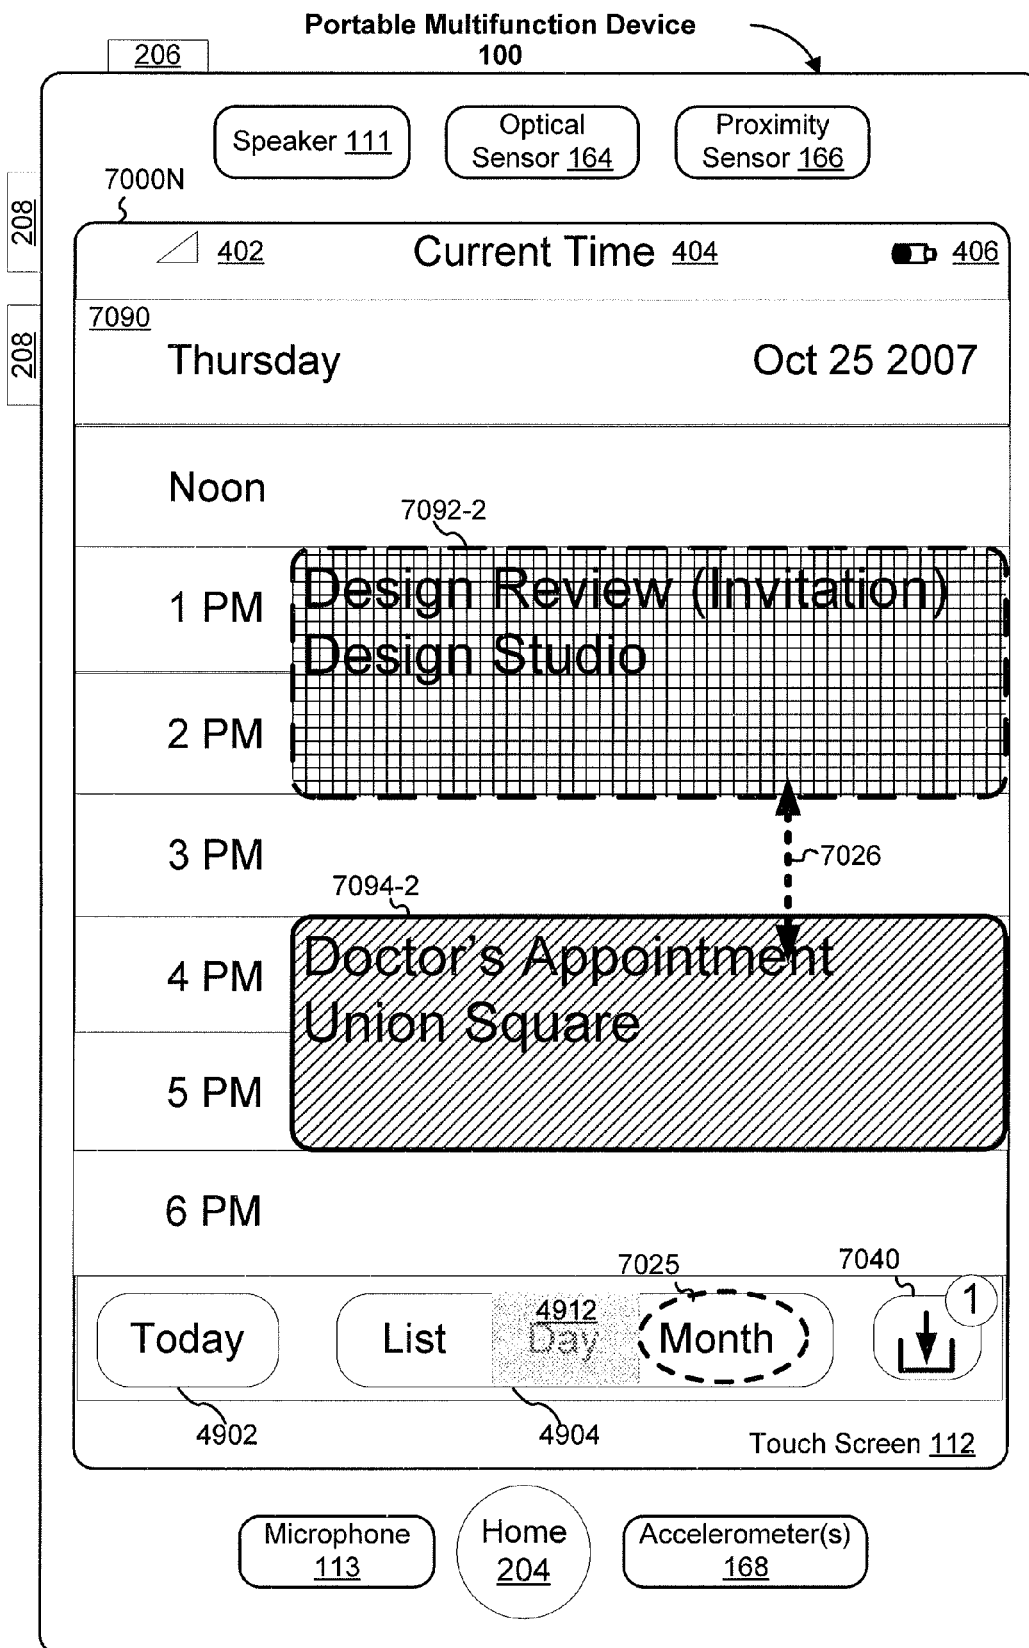 Portable Multifunction Device
100
206
Speaker 111
Optical
Sensor 164
Proximity
Sensor 166
7000N
208
208
402
Current Time 404
406
7090
Thursday
Oct 25 2007
Noon
7092-2
1 PM
Design Review (Invitation)
Design Studio
2 PM
3 PM
7026
7094-2
4 PM
Doctor's Appointment
Union Square
5 PM
6 PM
7025
7040
Today
List
4912
Day
Month
1
4902
4904
Touch Screen 112
Microphone
113
Home
204
Accelerometer(s)
168